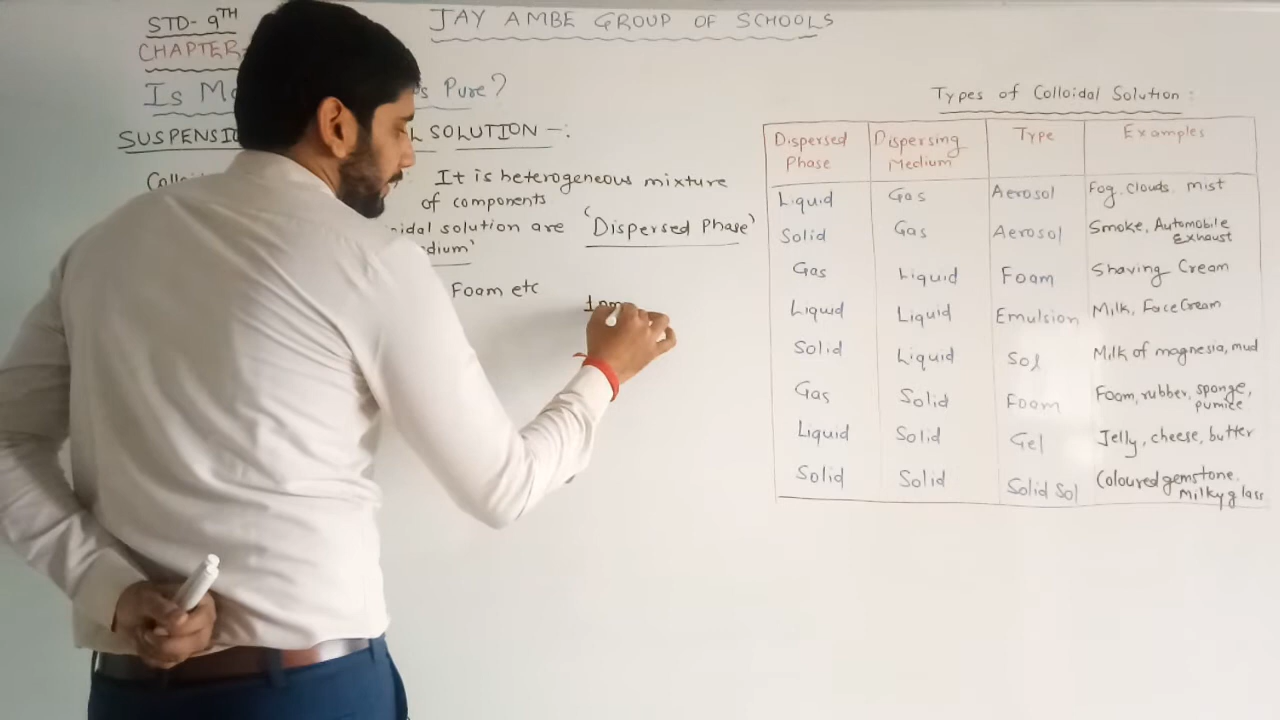 STD- 9TH
JAY AMBE GROUP OF SCHOOLS
CHAPTER
Is Pure?
SOLUTION -:
It is heterogeneous mixture
of components
solution are 'Dispersed Phase'
Foam etc
Types of Colloidal Solution :
Dispersed Phase Dispersing Medium Type Examples
Liquid Gas Aerosol Fog, clouds, mist
Solid Gas Aerosol Smoke, Automobile Exhaust
Gas Liquid Foam Shaving Cream
Liquid Liquid Emulsion Milk, Face Cream
Solid Liquid Sol Milk of magnesia, mud
Gas Solid Foam Foam, rubber, sponge, pumice
Liquid Solid Gel Jelly, cheese, butter
Solid Solid Solid Sol Coloured gemstone, Milky glass